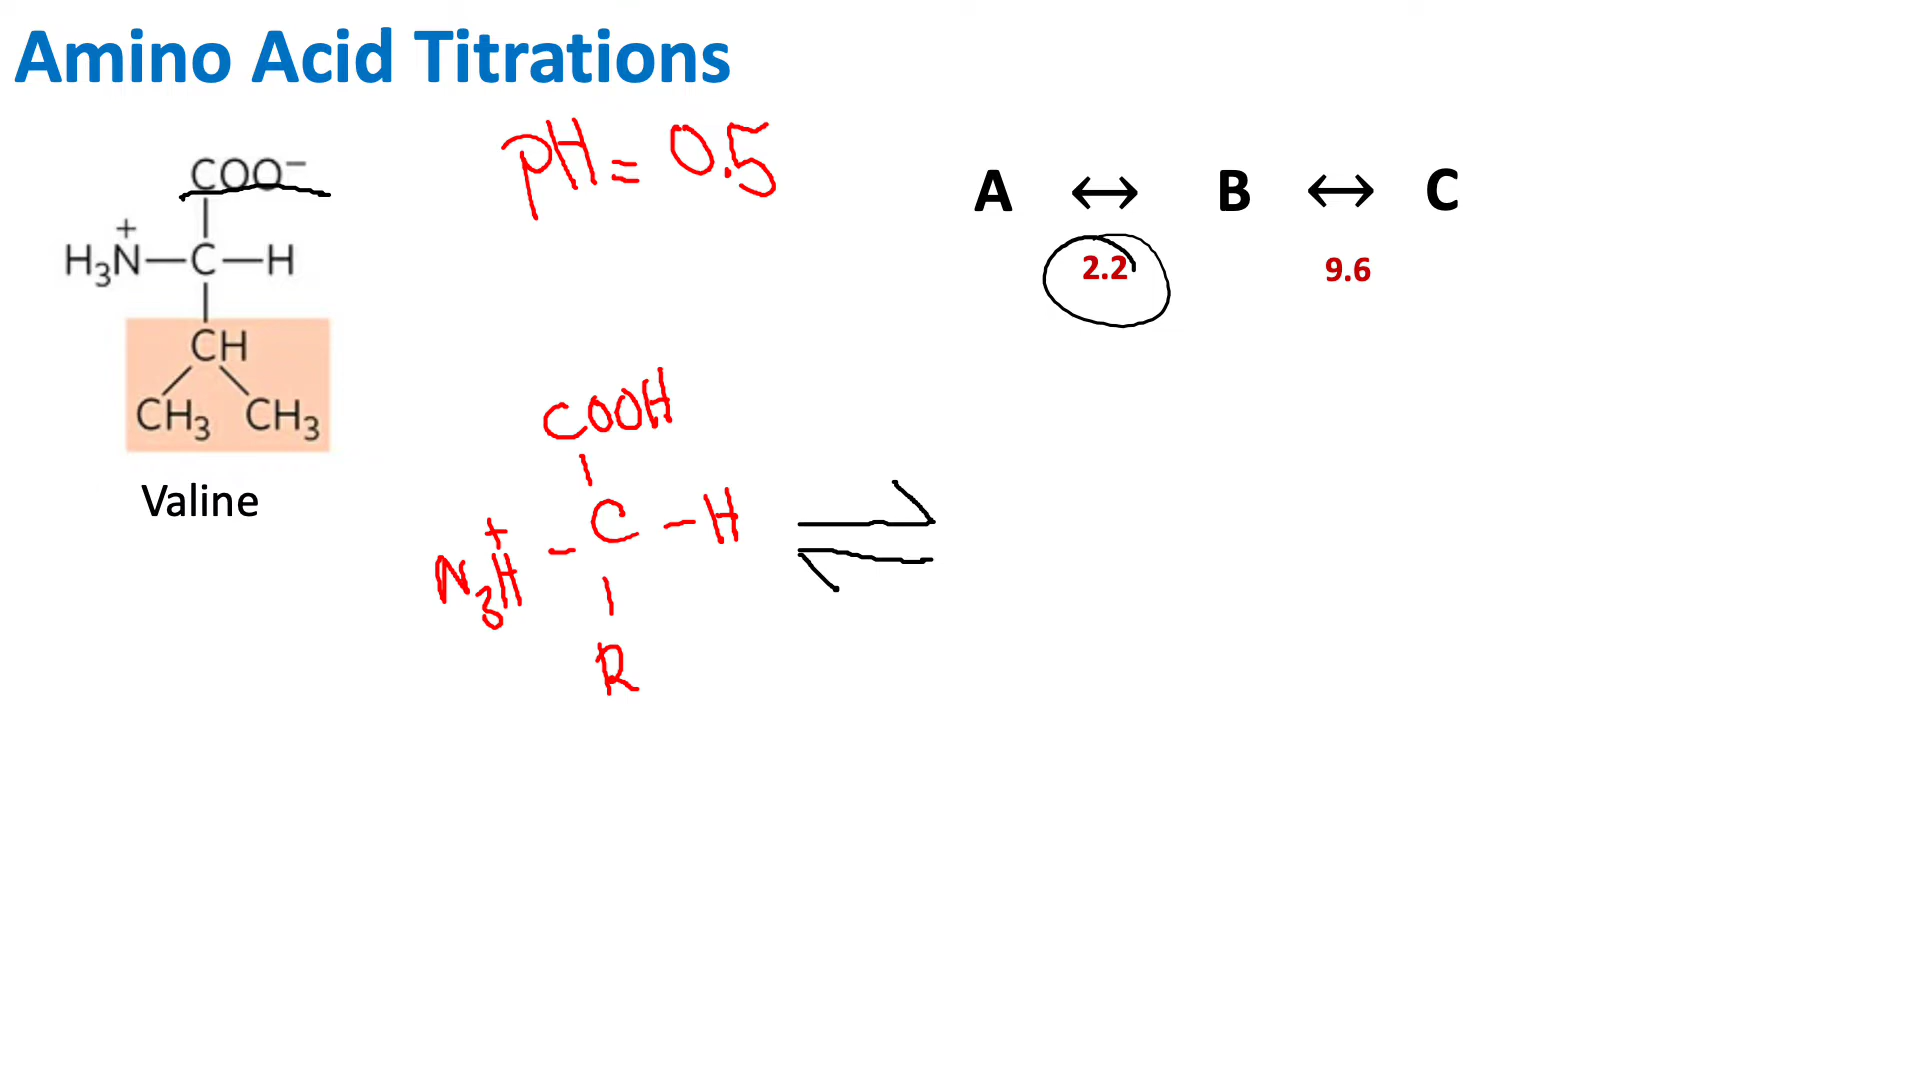 Amino Acid Titrations
pH = 0.5
COO⁻
H₃N⁺—C—H
CH
CH₃ CH₃
Valine
A ↔ B ↔ C
2.2 9.6
COOH
N₃H⁺ - C - H
R